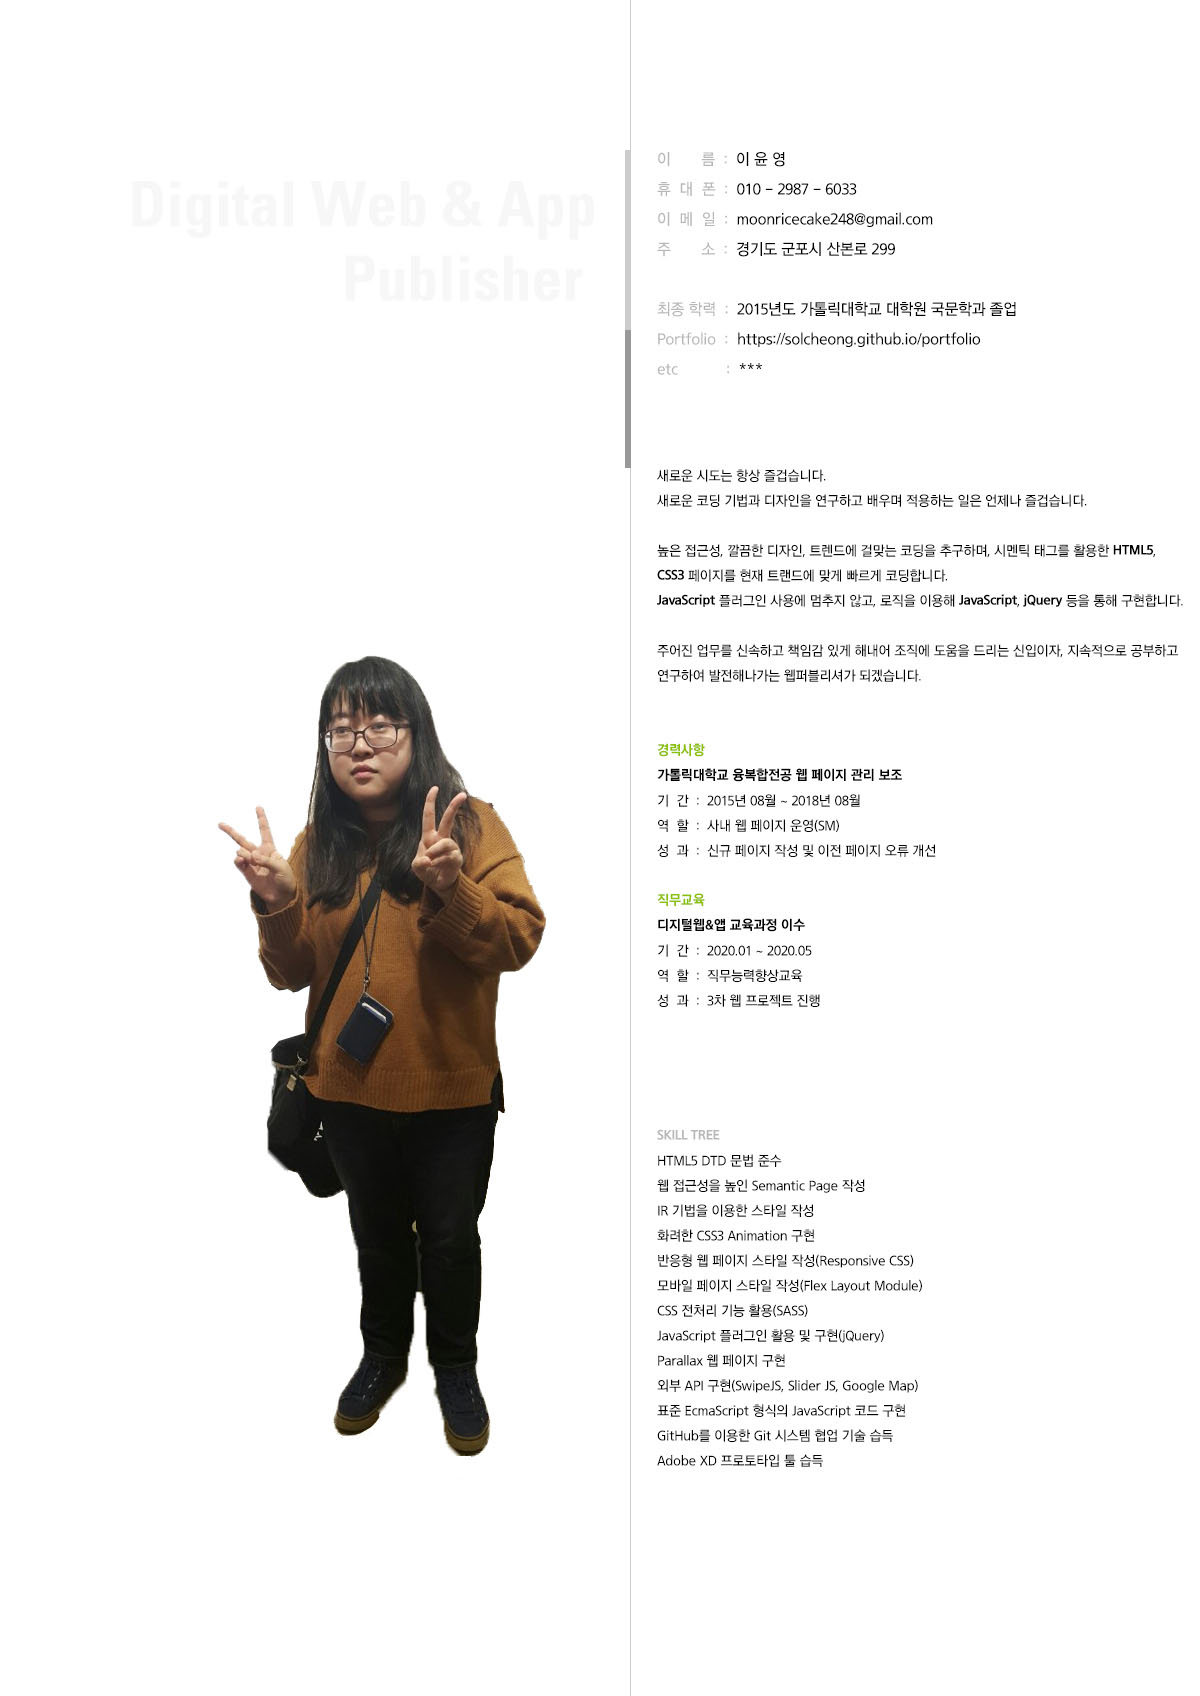 Digital Web & App
Publisher
이 름 : 이 윤 영
휴 대 폰 : 010 - 2987 - 6033
이 메 일 : moonricecake248@gmail.com
주 소 : 경기도 군포시 산본로 299
최종 학력 : 2015년도 가톨릭대학교 대학원 국문학과 졸업
Portfolio : https://solcheong.github.io/portfolio
etc : ***
새로운 시도는 항상 즐겁습니다.
새로운 코딩 기법과 디자인을 연구하고 배우며 적용하는 일은 언제나 즐겁습니다.
높은 접근성, 깔끔한 디자인, 트렌드에 걸맞는 코딩을 추구하며, 시멘틱 태그를 활용한 HTML5,
CSS3 페이지를 현재 트랜드에 맞게 빠르게 코딩합니다.
JavaScript 플러그인 사용에 멈추지 않고, 로직을 이용해 JavaScript, jQuery 등을 통해 구현합니다.
주어진 업무를 신속하고 책임감 있게 해내어 조직에 도움을 드리는 신입이자, 지속적으로 공부하고
연구하여 발전해나가는 웹퍼블리셔가 되겠습니다.
경력사항
가톨릭대학교 융복합전공 웹 페이지 관리 보조
기 간 : 2015년 08월 ~ 2018년 08월
역 할 : 사내 웹 페이지 운영(SM)
성 과 : 신규 페이지 작성 및 이전 페이지 오류 개선
직무교육
디지털웹&앱 교육과정 이수
기 간 : 2020.01 ~ 2020.05
역 할 : 직무능력향상교육
성 과 : 3차 웹 프로젝트 진행
SKILL TREE
HTML5 DTD 문법 준수
웹 접근성을 높인 Semantic Page 작성
IR 기법을 이용한 스타일 작성
화려한 CSS3 Animation 구현
반응형 웹 페이지 스타일 작성(Responsive CSS)
모바일 페이지 스타일 작성(Flex Layout Module)
CSS 전처리 기능 활용(SASS)
JavaScript 플러그인 활용 및 구현(jQuery)
Parallax 웹 페이지 구현
외부 API 구현(SwipeJS, Slider JS, Google Map)
표준 EcmaScript 형식의 JavaScript 코드 구현
GitHub를 이용한 Git 시스템 협업 기술 습득
Adobe XD 프로토타입 툴 습득